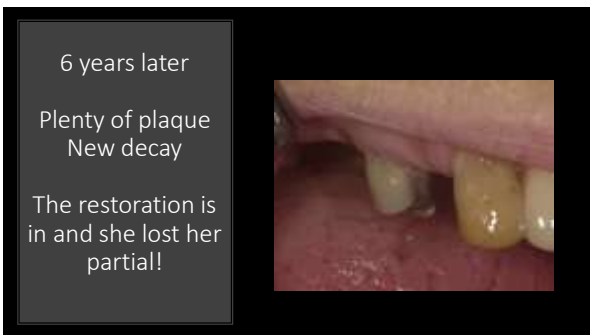 6 years later
Plenty of plaque
New decay
The restoration is
in and she lost her
partial!